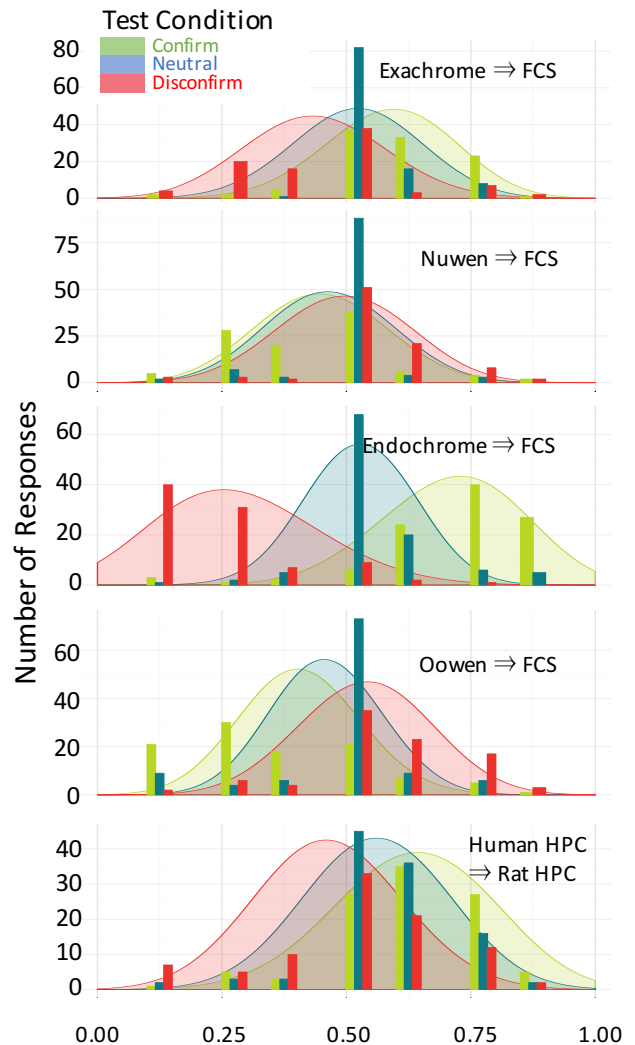 Test Condition
Confirm
Neutral
Disconfirm
80
60
40
20
0
Exachrome ⇒ FCS
75
50
25
0
Nuwen ⇒ FCS
60
40
20
0
Endochrome ⇒ FCS
60
40
20
0
Oowen ⇒ FCS
40
30
20
10
0
Human HPC
⇒ Rat HPC
Number of Responses
0.00 0.25 0.50 0.75 1.00